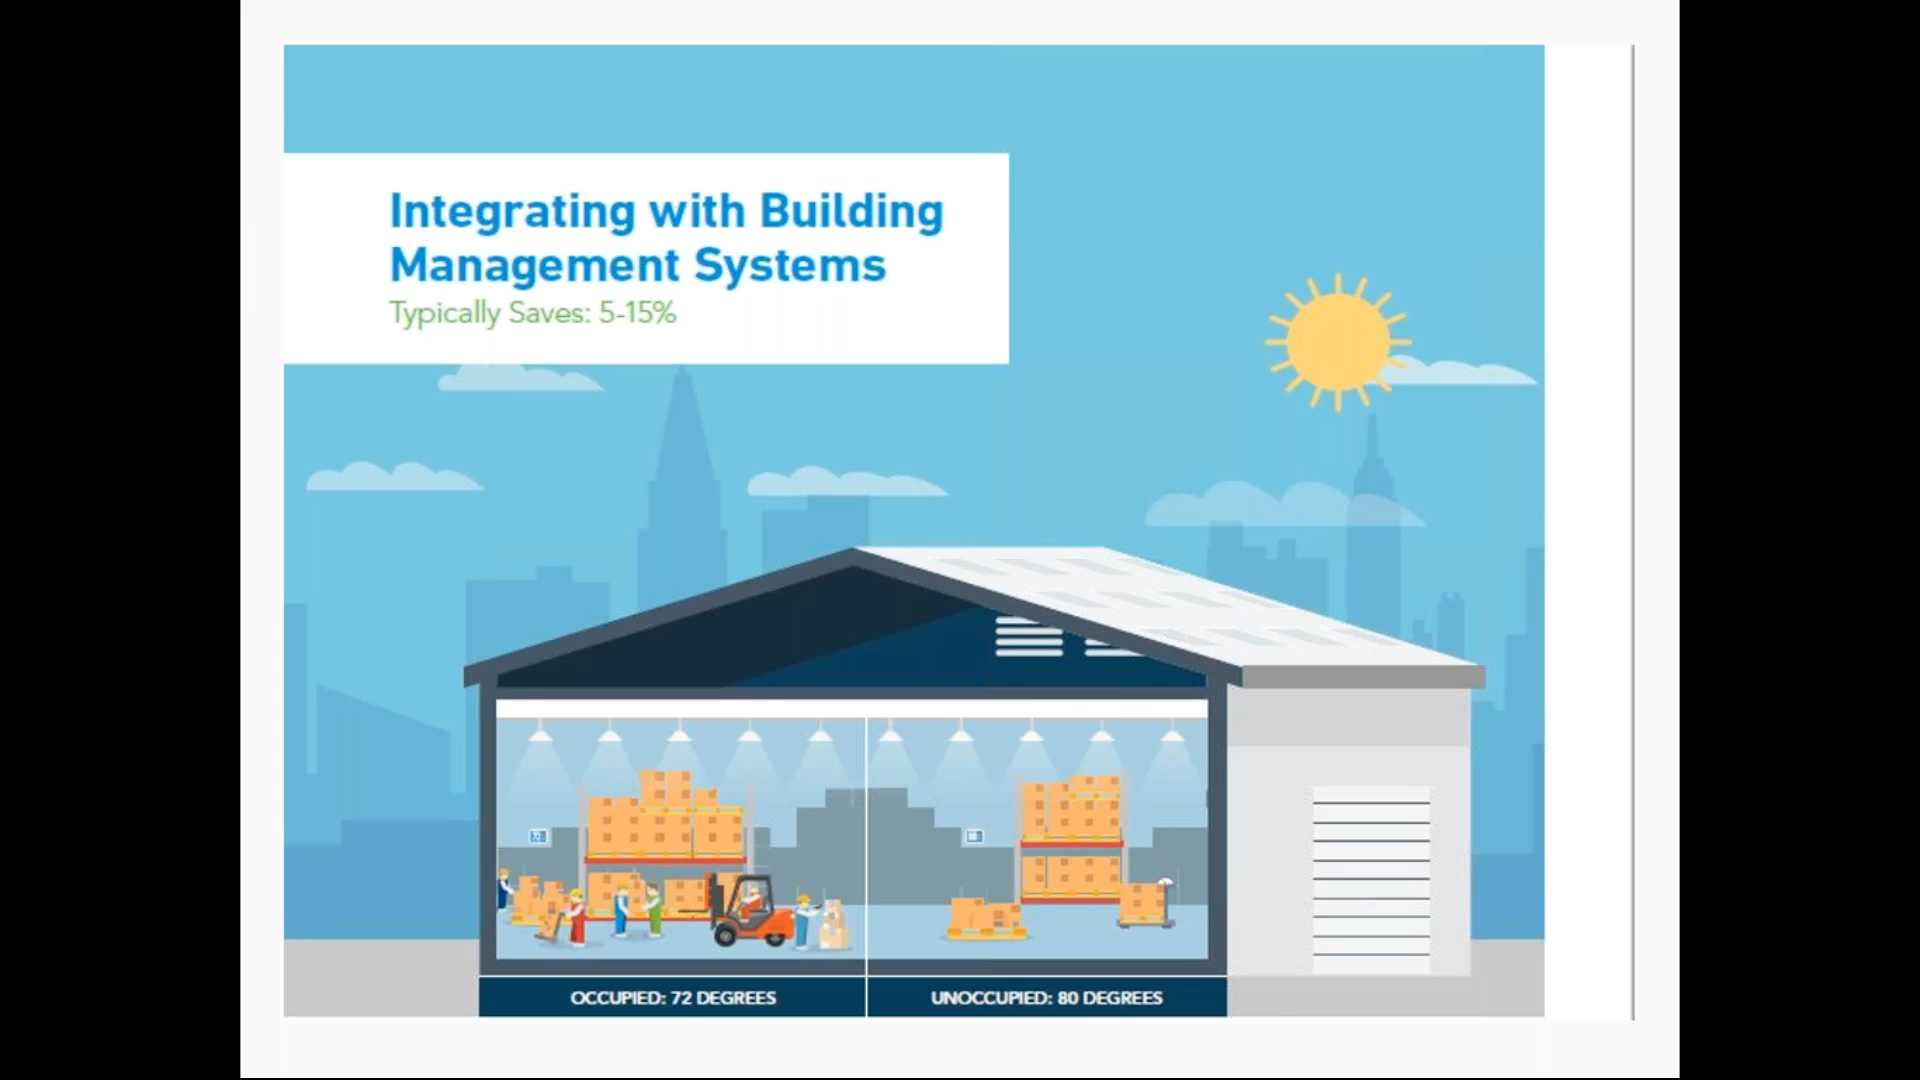 Integrating with Building
Management Systems
Typically Saves: 5-15%
OCCUPIED: 72 DEGREES
UNOCCUPIED: 80 DEGREES